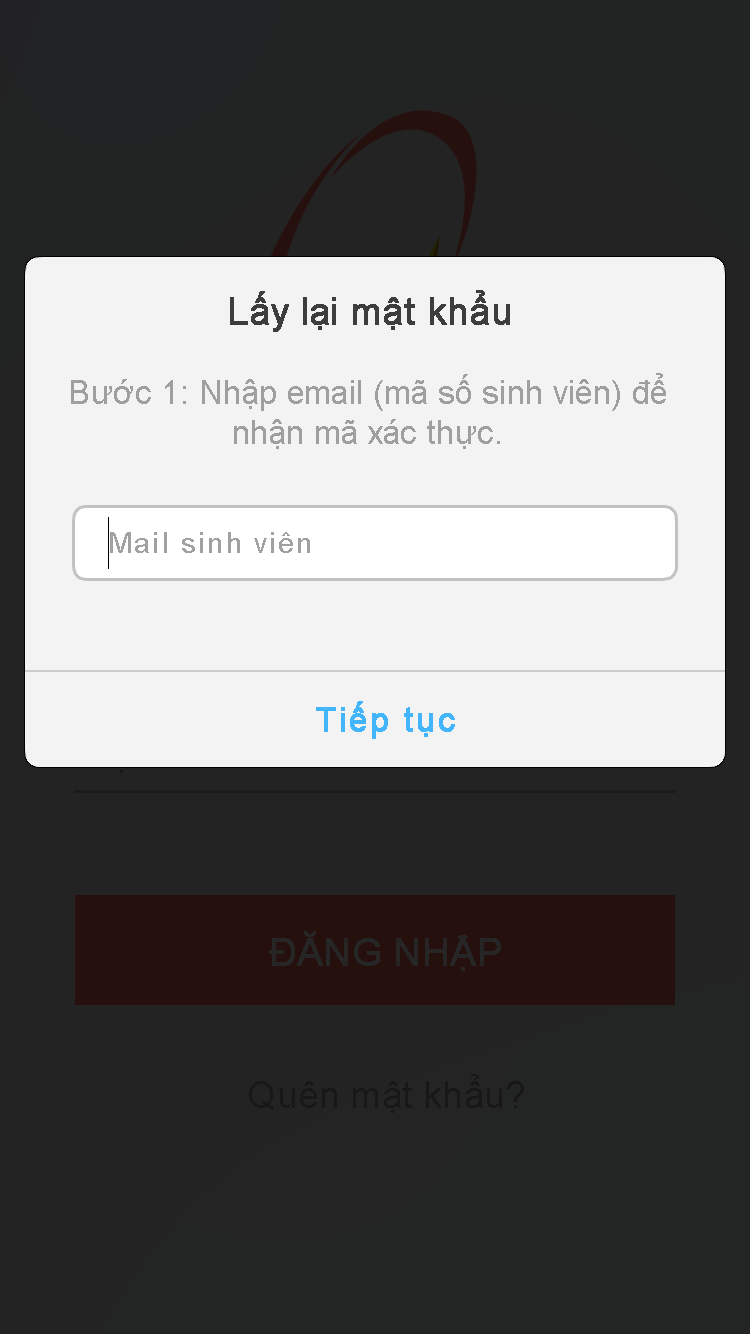 Lấy lại mật khẩu
Bước 1: Nhập email (mã số sinh viên) để
nhận mã xác thực.
Mail sinh viên
Tiếp tục
ĐĂNG NHẬP
Quên mật khẩu?